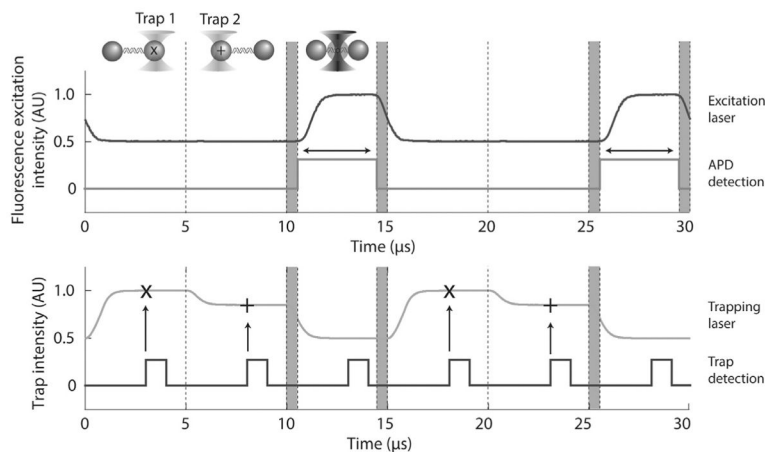 Trap 1 Trap 2
x +
Fluorescence excitation
intensity (AU)
1.0
0.5
0
Excitation
laser
APD
detection
0 5 10 15 20 25 30
Time (µs)
Trap intensity (AU)
1.0
0.5
0
X + X +
Trapping
laser
Trap
detection
0 5 10 15 20 25 30
Time (µs)